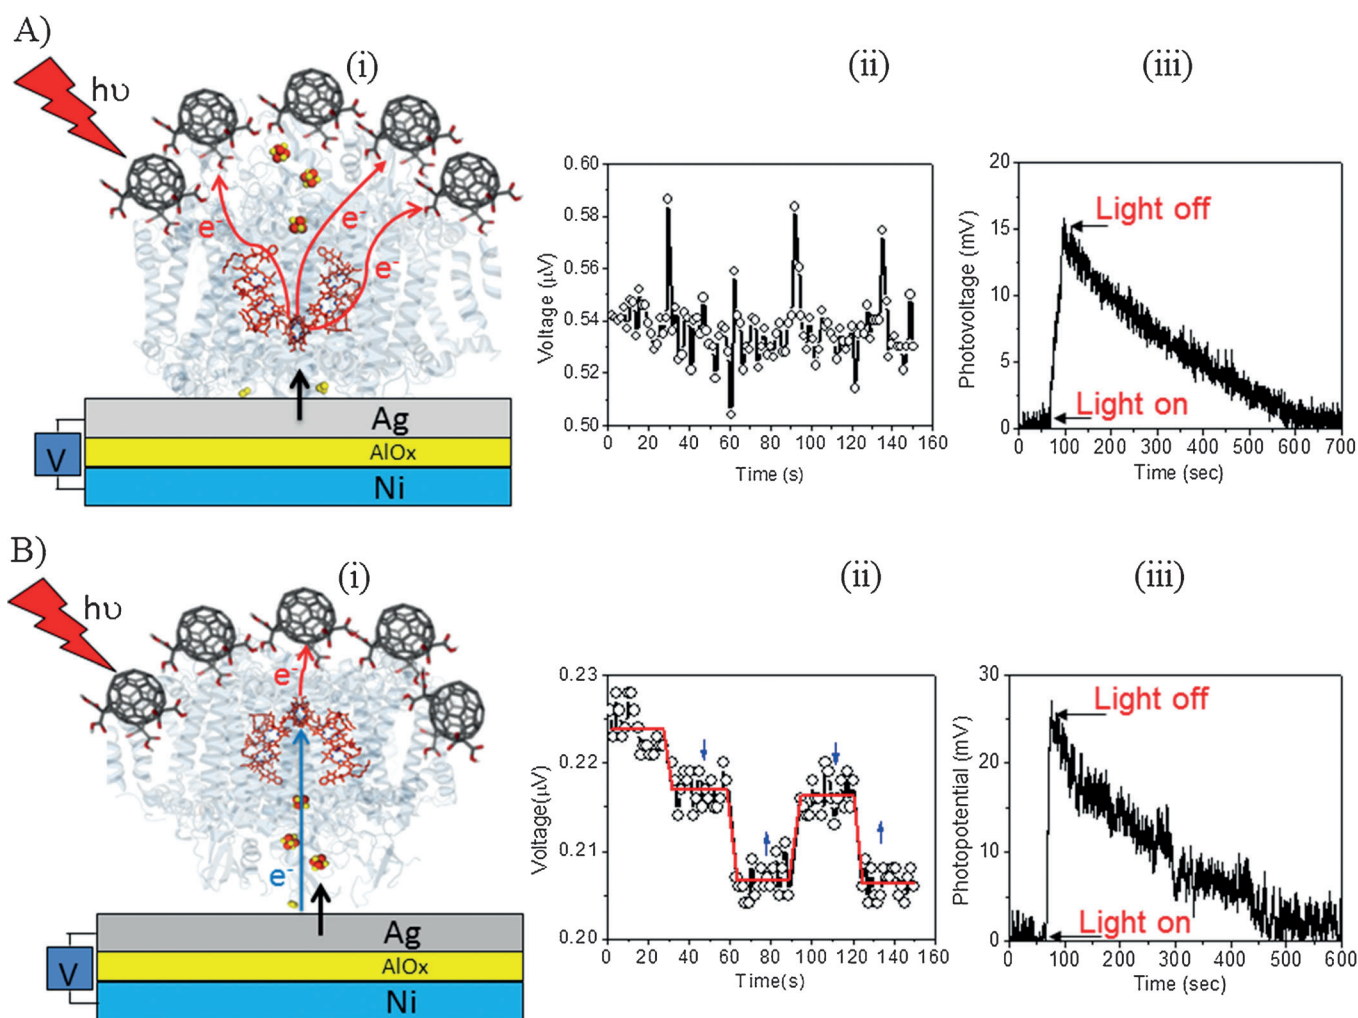 A)
(i)
(ii)
(iii)
hυ
e-
e-
e-
Ag
AlOx
Ni
V
0.60
0.58
0.56
0.54
0.52
0.50
Voltage (μV)
0 20 40 60 80 100 120 140 160
Time (s)
20
15
10
5
0
Photovoltage (mV)
Light off
Light on
0 100 200 300 400 500 600 700
Time (sec)
B)
(i)
(ii)
(iii)
hυ
e-
e-
Ag
AlOx
Ni
V
0.23
0.22
0.21
0.20
Voltage(μV)
0 20 40 60 80 100 120 140 160
Time(s)
30
20
10
0
Photopotential (mV)
Light off
Light on
0 100 200 300 400 500 600
Time (sec)